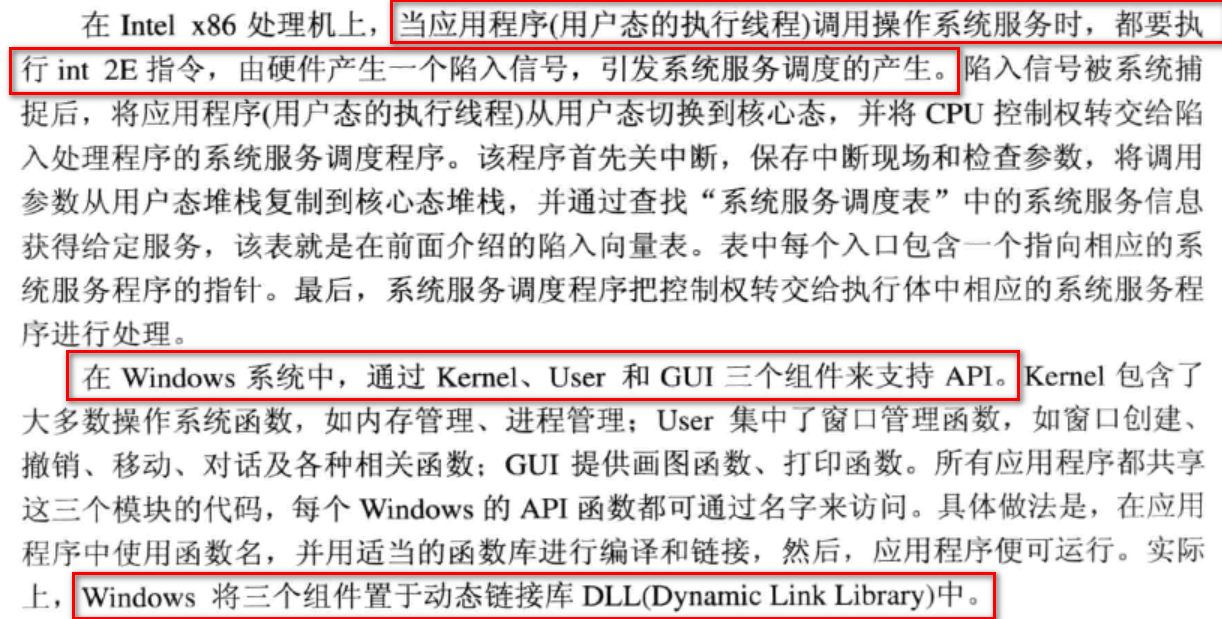 在 Intel x86 处理机上，当应用程序(用户态的执行线程)调用操作系统服务时，都要执
行 int 2E 指令，由硬件产生一个陷入信号，引发系统服务调度的产生。陷入信号被系统捕
捉后，将应用程序(用户态的执行线程)从用户态切换到核心态，并将 CPU 控制权转交给陷
入处理程序的系统服务调度程序。该程序首先关中断，保存中断现场和检查参数，将调用
参数从用户态堆栈复制到核心态堆栈，并通过查找“系统服务调度表”中的系统服务信息
获得给定服务，该表就是在前面介绍的陷入向量表。表中每个入口包含一个指向相应的系
统服务程序的指针。最后，系统服务调度程序把控制权转交给执行体中相应的系统服务程
序进行处理。
在 Windows 系统中，通过 Kernel、User 和 GUI 三个组件来支持 API。Kernel 包含了
大多数操作系统函数，如内存管理、进程管理；User 集中了窗口管理函数，如窗口创建、
撤销、移动、对话及各种相关函数；GUI 提供画图函数、打印函数。所有应用程序都共享
这三个模块的代码，每个 Windows 的 API 函数都可通过名字来访问。具体做法是，在应用
程序中使用函数名，并用适当的函数库进行编译和链接，然后，应用程序便可运行。实际
上，Windows 将三个组件置于动态链接库 DLL(Dynamic Link Library)中。